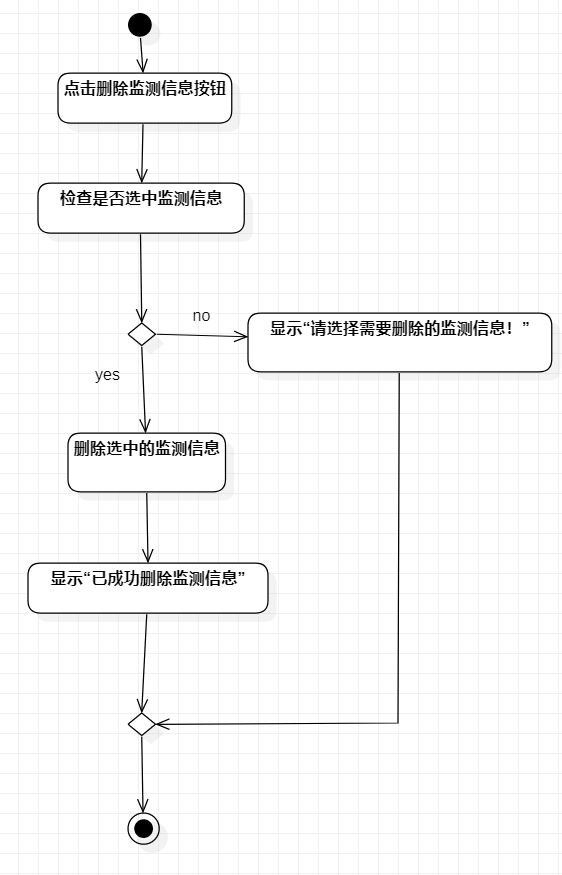 点击删除监测信息按钮
检查是否选中监测信息
no
显示“请选择需要删除的监测信息！”
yes
删除选中的监测信息
显示“已成功删除监测信息”